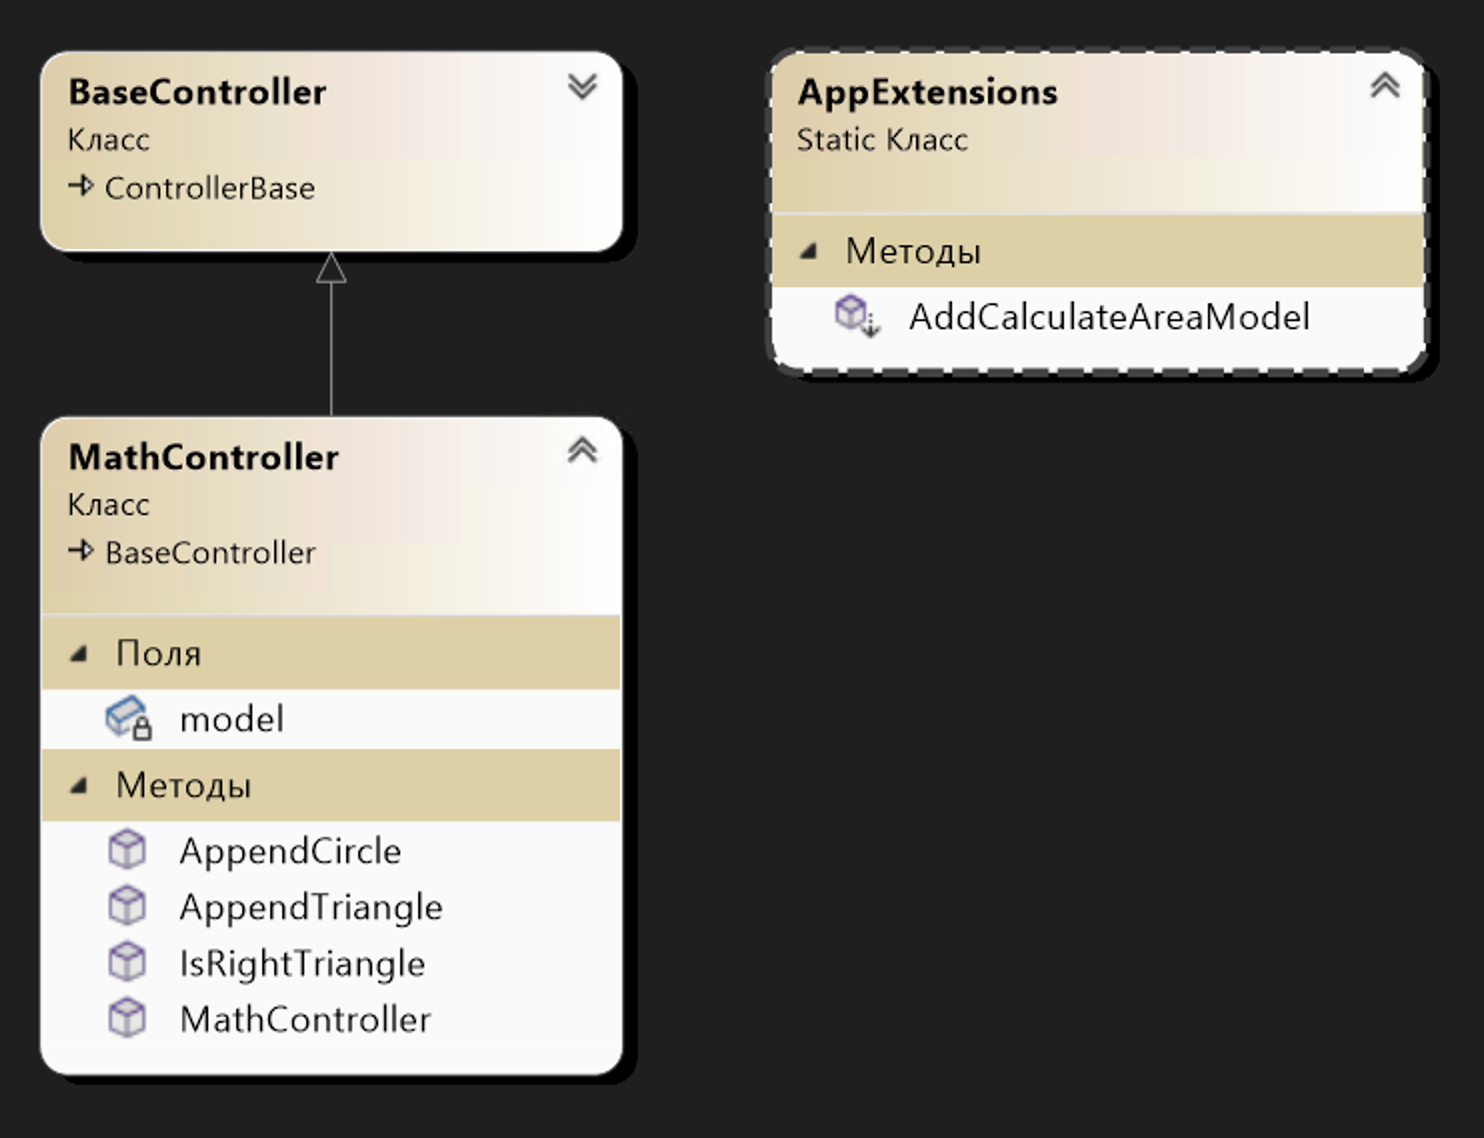 BaseController
Класс
ControllerBase
MathController
Класс
BaseController
Поля
model
Методы
AppendCircle
AppendTriangle
IsRightTriangle
MathController
AppExtensions
Static Класс
Методы
AddCalculateAreaModel